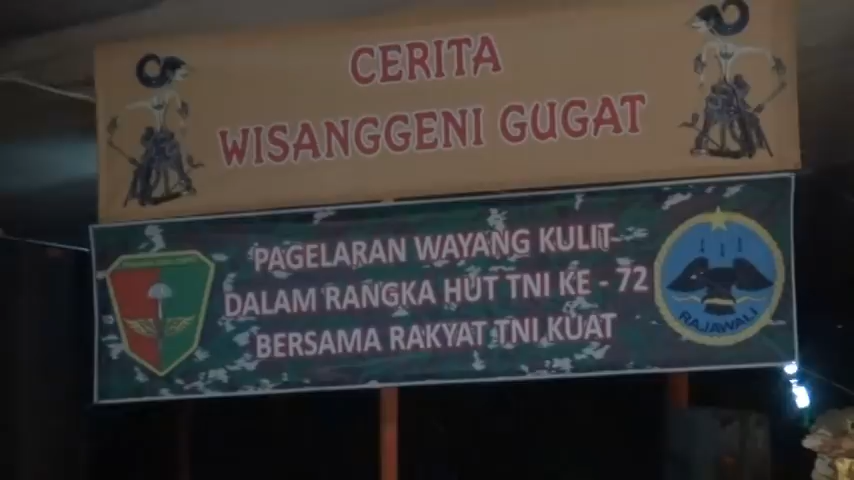 CERITA
WISANGGENI GUGAT
PAGELARAN WAYANG KULIT
DALAM RANGKA HUT TNI KE - 72
BERSAMA RAKYAT TNI KUAT
RAJAWALI